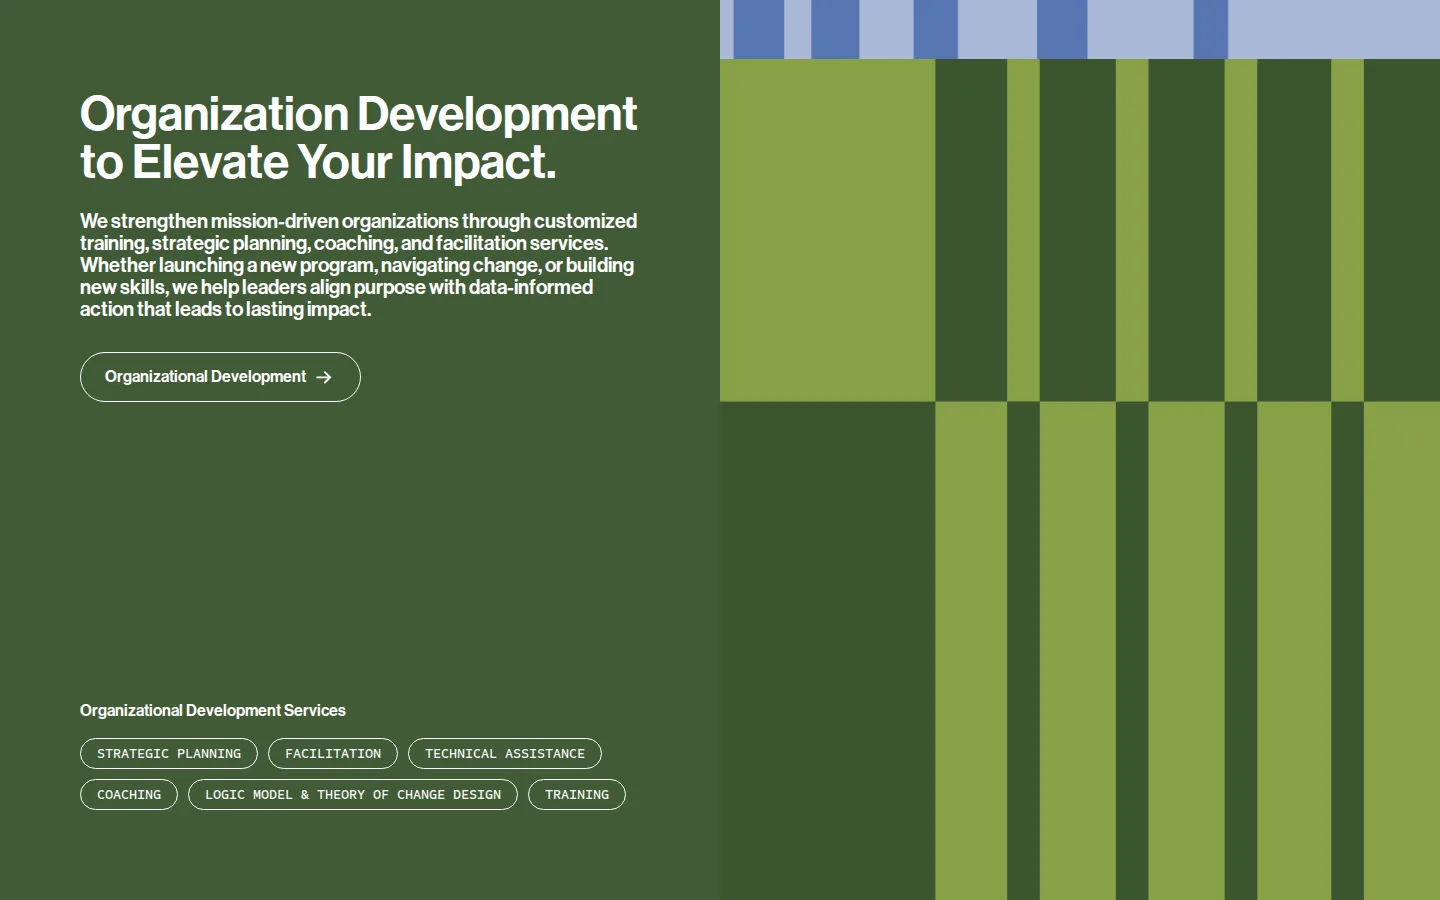 Organization Development
to Elevate Your Impact.
We strengthen mission-driven organizations through customized
training, strategic planning, coaching, and facilitation services.
Whether launching a new program, navigating change, or building
new skills, we help leaders align purpose with data-informed
action that leads to lasting impact.
Organizational Development →
Organizational Development Services
STRATEGIC PLANNING FACILITATION TECHNICAL ASSISTANCE
COACHING LOGIC MODEL & THEORY OF CHANGE DESIGN TRAINING